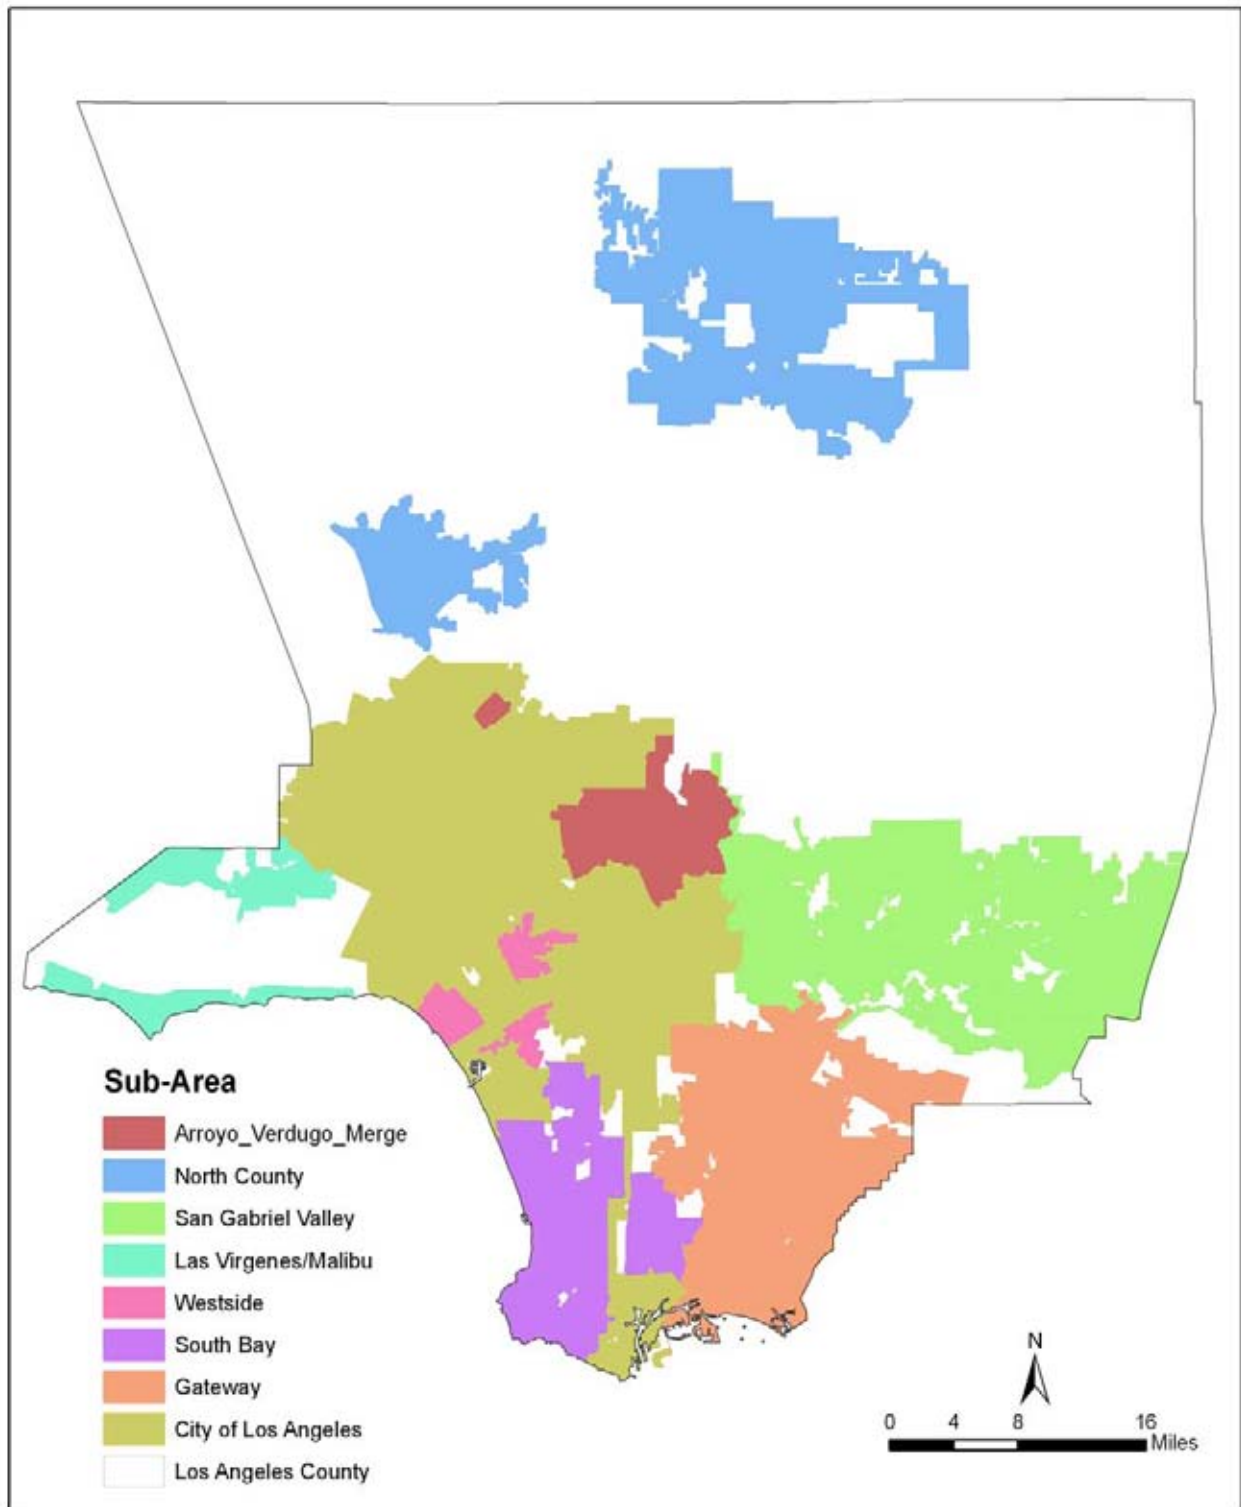 Sub-Area
Arroyo_Verdugo_Merge
North County
San Gabriel Valley
Las Virgenes/Malibu
Westside
South Bay
Gateway
City of Los Angeles
Los Angeles County
N
0 4 8 16
Miles